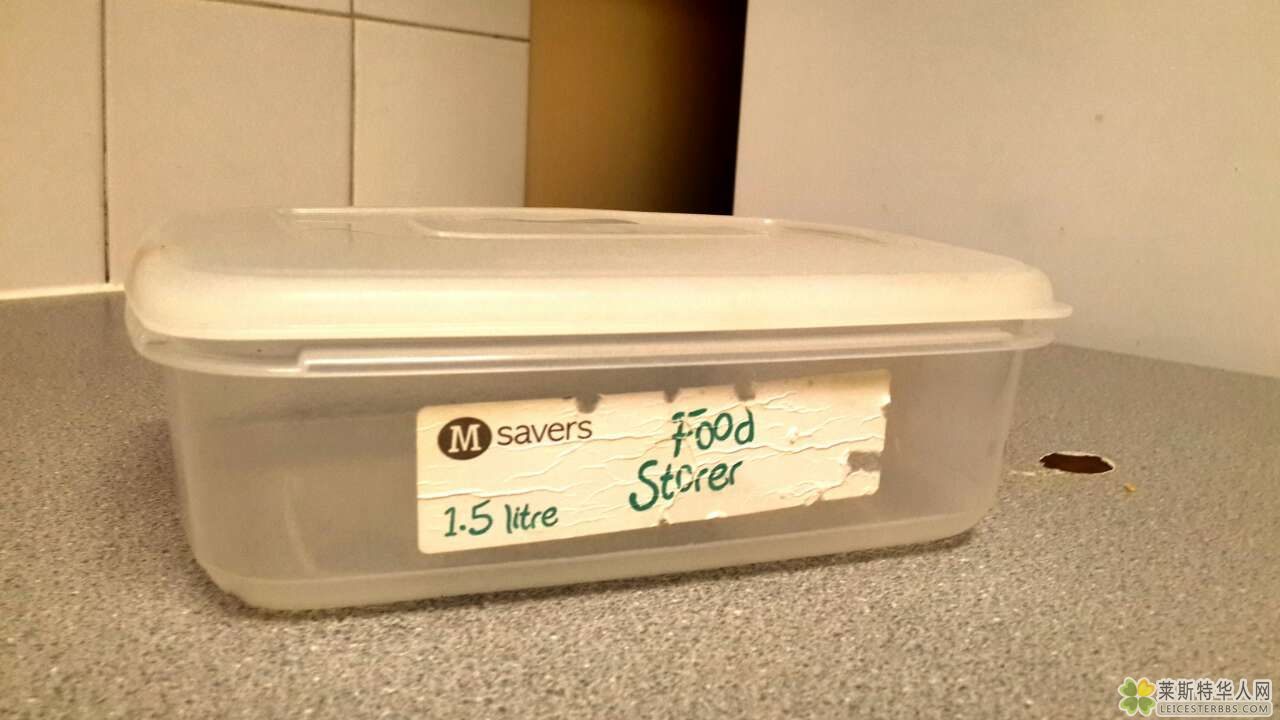 M savers
Food
Storer
1.5 litre
莱斯特华人网
LEICESTERBBS.COM